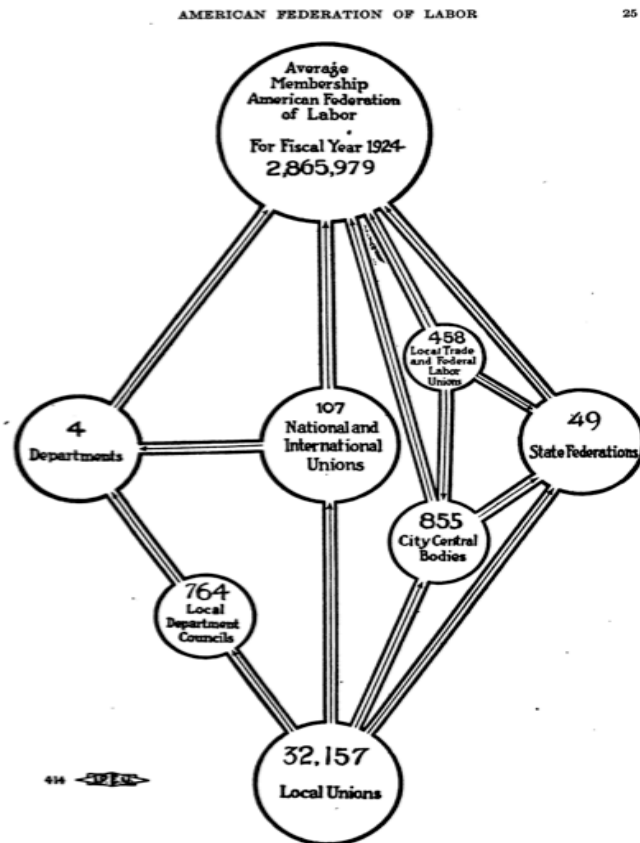 AMERICAN FEDERATION OF LABOR 25
Average
Membership
American Federation
of Labor
For Fiscal Year 1924
2,865,979
458
Local Trade
and Federal
Labor
Unions
4
Departments
107
National and
International
Unions
49
State Federations
855
City Central
Bodies
764
Local
Department
Councils
32,157
Local Unions
414